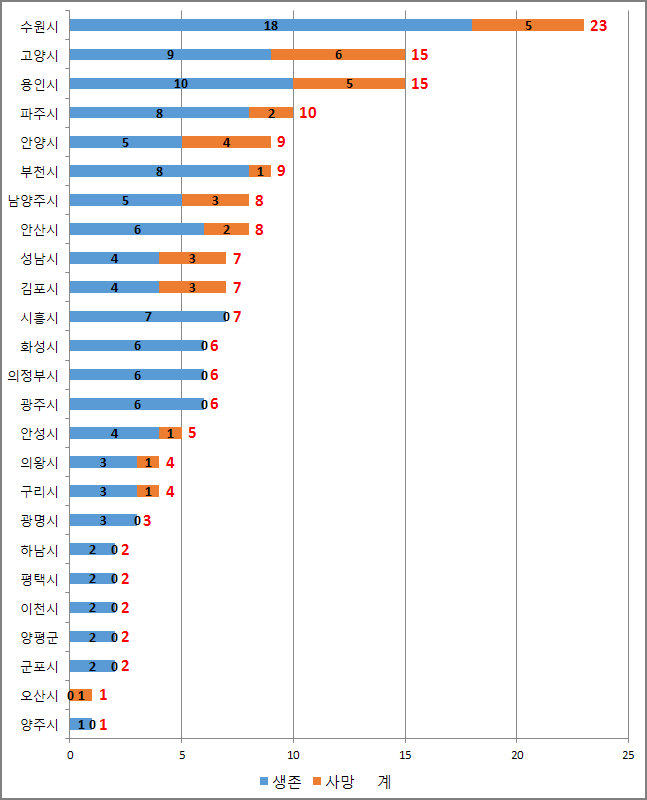 수원시 18 5 23
고양시 9 6 15
용인시 10 5 15
파주시 8 2 10
안양시 5 4 9
부천시 8 1 9
남양주시 5 3 8
안산시 6 2 8
성남시 4 3 7
김포시 4 3 7
시흥시 7 0 7
화성시 6 0 6
의정부시 6 0 6
광주시 6 0 6
안성시 4 1 5
의왕시 3 1 4
구리시 3 1 4
광명시 3 0 3
하남시 2 0 2
평택시 2 0 2
이천시 2 0 2
양평군 2 0 2
군포시 2 0 2
오산시 0 1 1
양주시 1 0 1
0 5 10 15 20 25
생존 사망 계